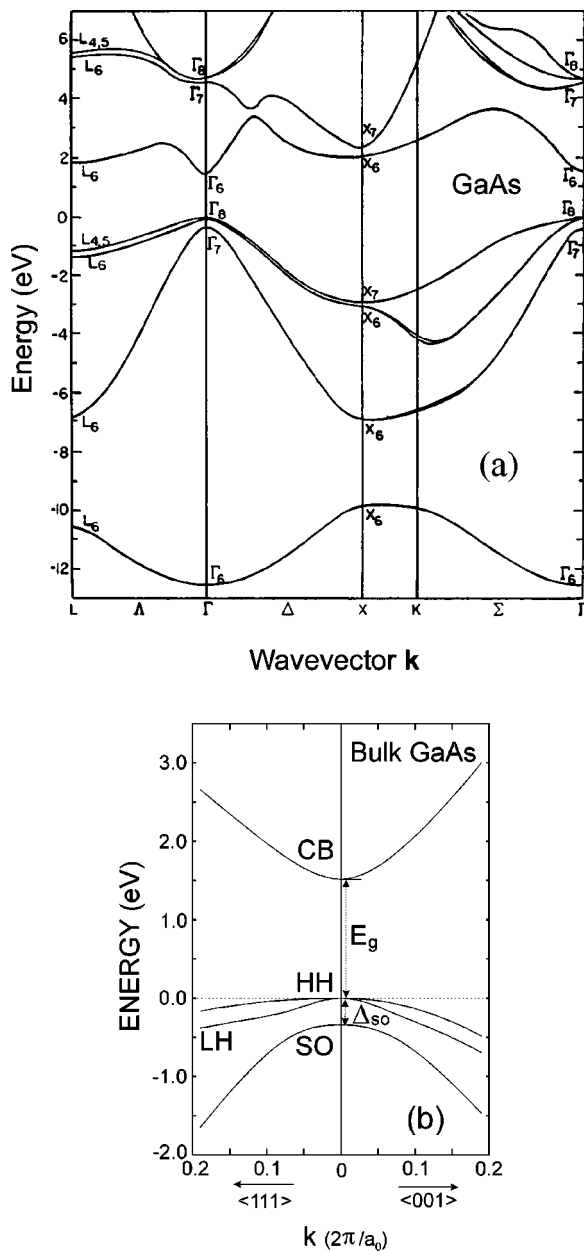 6
4
2
0
-2
-4
-6
-8
-10
-12
Energy (eV)
L4,5
L6
Γ8
Γ7
L6
Γ6
L4,5
L6
Γ8
Γ7
L6
L6
Γ6
X7
X6
X7
X6
X6
X6
GaAs
Γ8
Γ7
Γ6
Γ8
Γ7
Γ6
(a)
L Λ Γ Δ X K Σ Γ
Wavevector k
3.0
2.0
1.0
0.0
-1.0
-2.0
ENERGY (eV)
Bulk GaAs
CB
Eg
HH
Δso
LH
SO
(b)
0.2 0.1 0 0.1 0.2
<111> <001>
k (2π/a0)